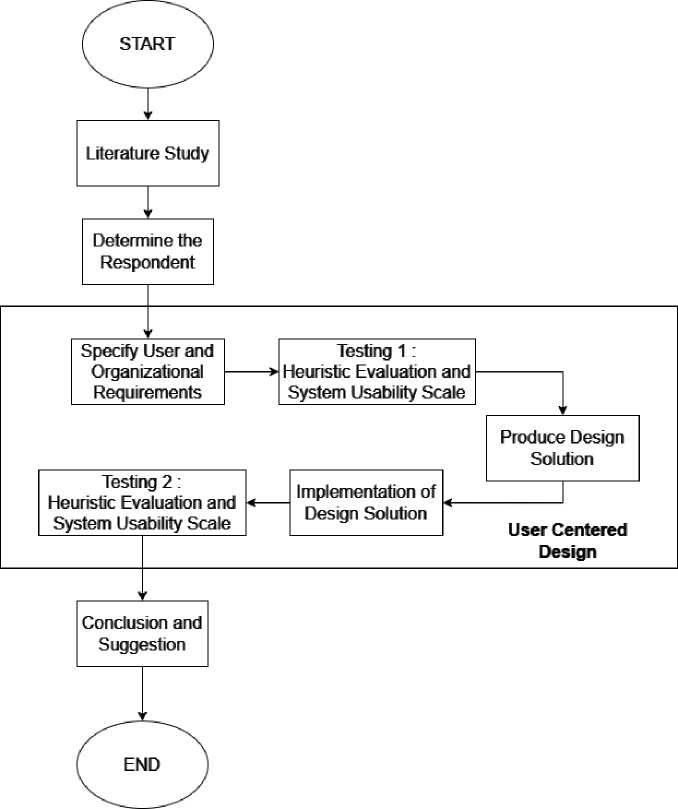 START
Literature Study
Determine the
Respondent
Specify User and
Organizational
Requirements
Testing 1 :
Heuristic Evaluation and
System Usability Scale
Produce Design
Solution
Implementation of
Design Solution
Testing 2 :
Heuristic Evaluation and
System Usability Scale
User Centered
Design
Conclusion and
Suggestion
END